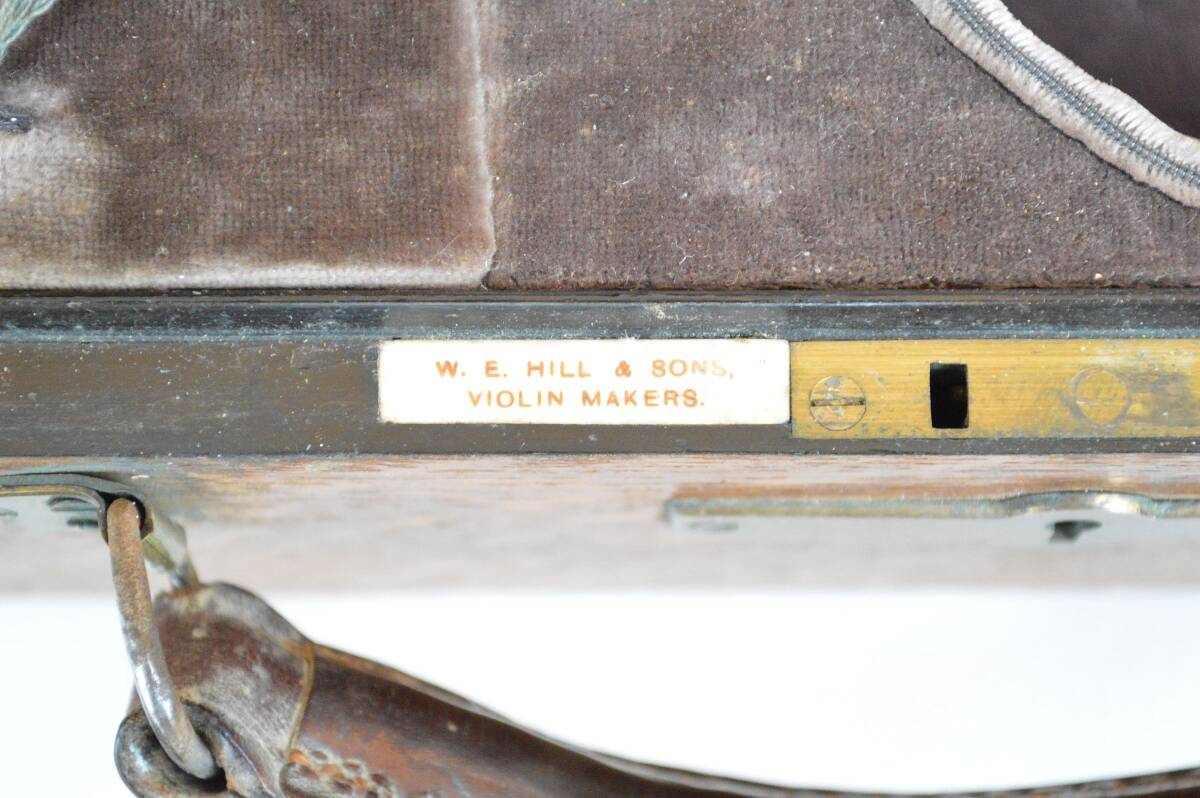 W. E. HILL & SONS,
VIOLIN MAKERS.